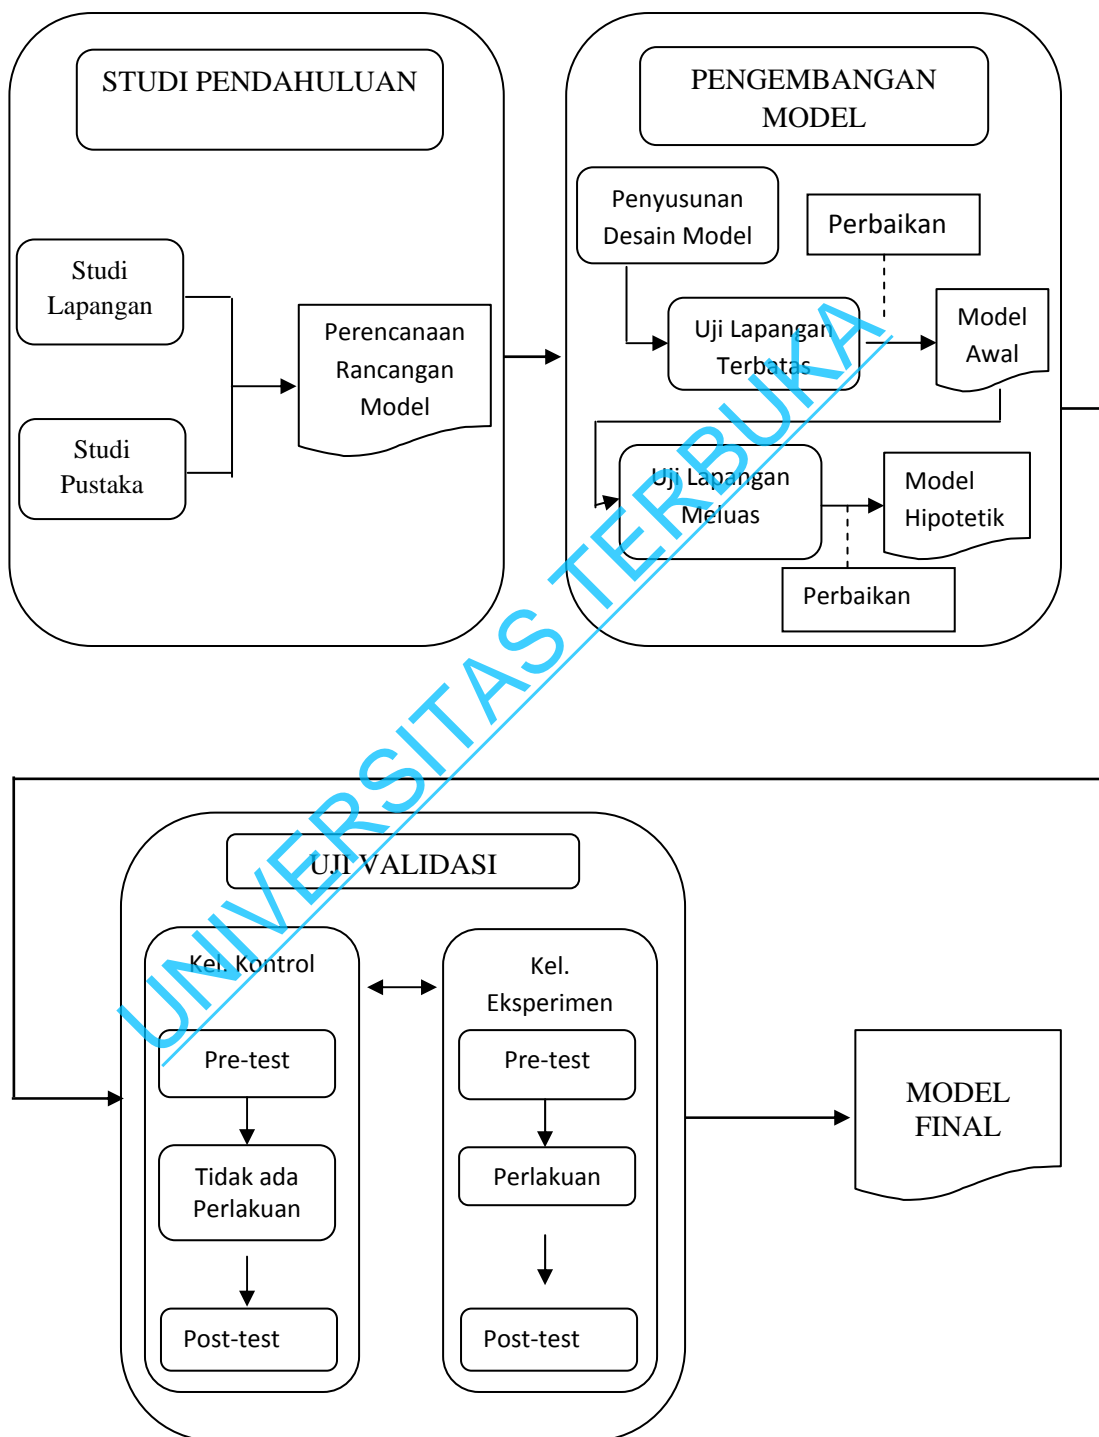 STUDI PENDAHULUAN
Studi
Lapangan
Studi
Pustaka
Perencanaan
Rancangan
Model
PENGEMBANGAN
MODEL
Penyusunan
Desain Model
Perbaikan
Uji Lapangan
Terbatas
Model
Awal
Uji Lapangan
Meluas
Model
Hipotetik
Perbaikan
UNIVERSITAS TERBUKA
UJI VALIDASI
Kel. Kontrol
Pre-test
Tidak ada
Perlakuan
Post-test
Kel.
Eksperimen
Pre-test
Perlakuan
Post-test
MODEL
FINAL